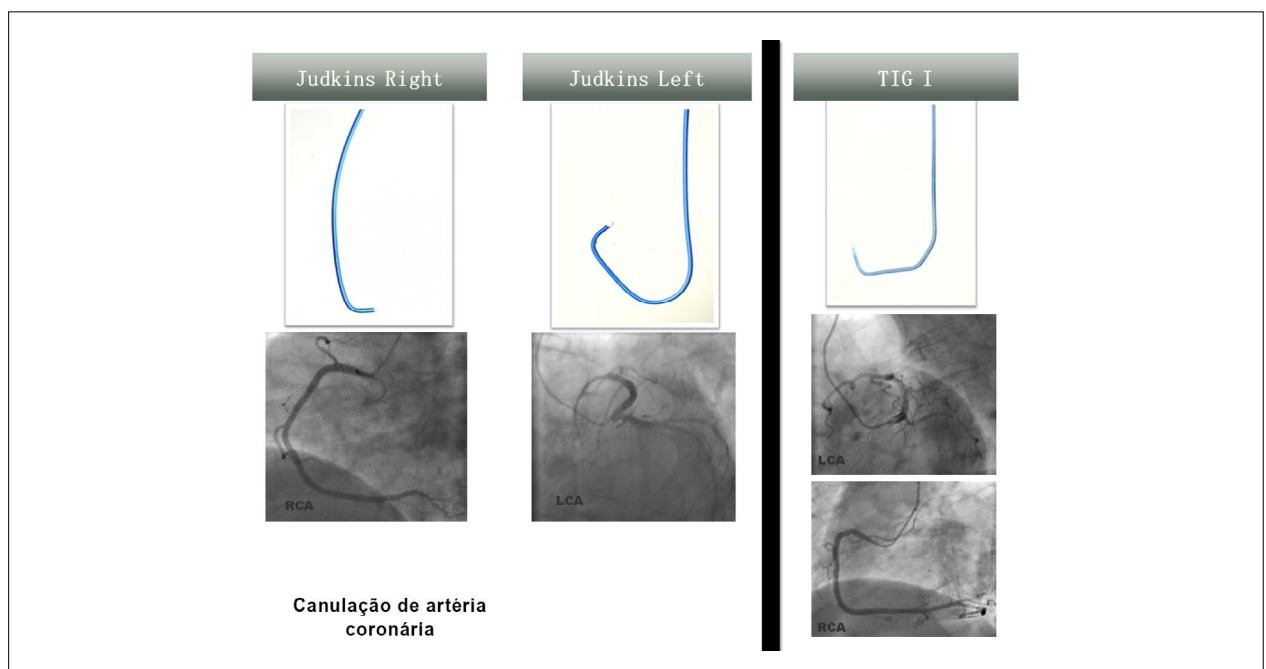 Judkins Right
Judkins Left
TIG I
RCA
LCA
LCA
RCA
Canulação de artéria
coronária